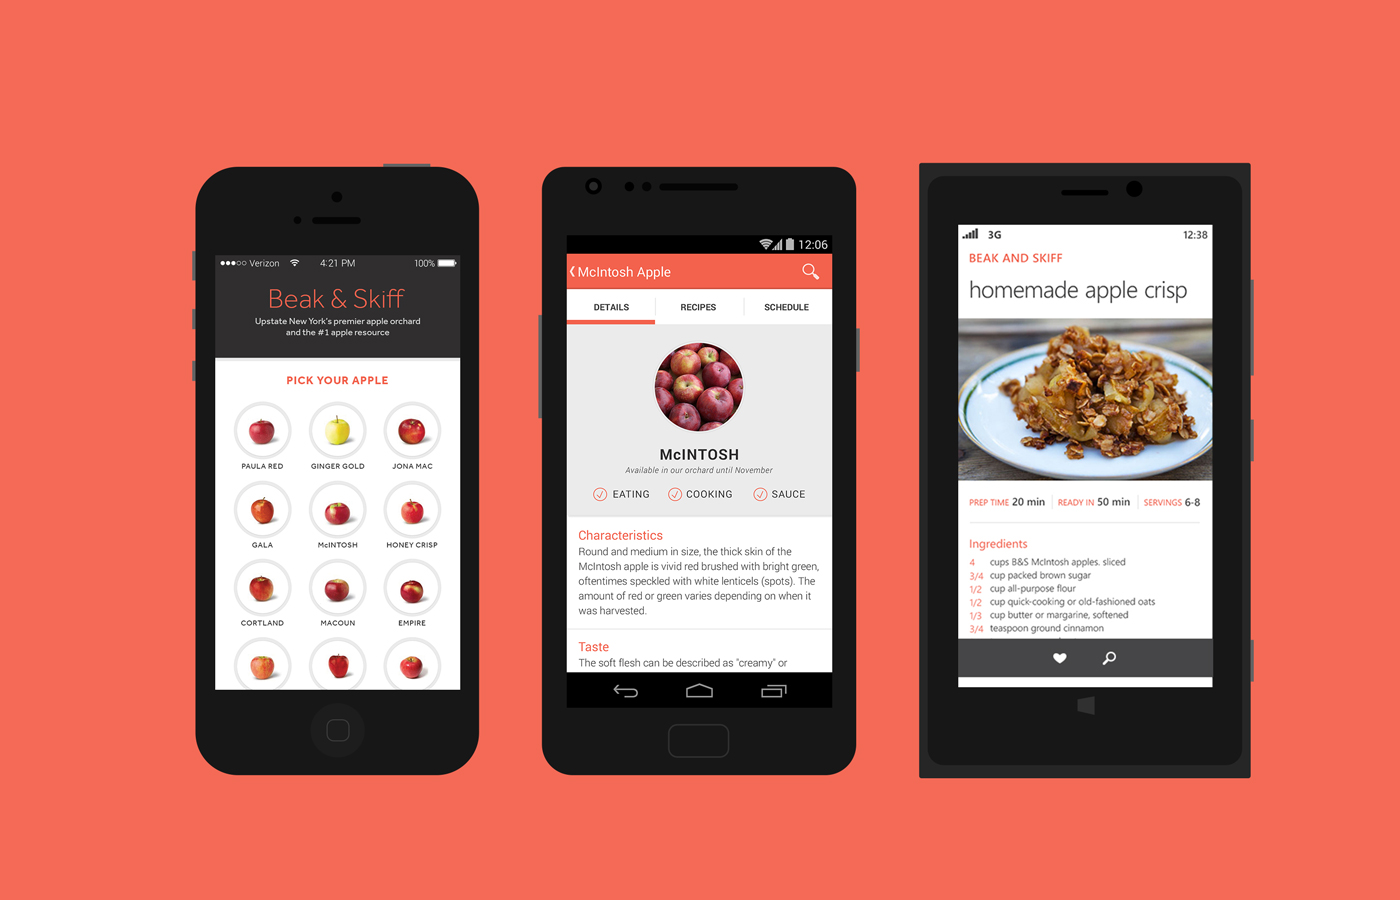 Verizon 4:21 PM 100%
Beak & Skiff
Upstate New York's premier apple orchard
and the #1 apple resource
PICK YOUR APPLE
PAULA RED GINGER GOLD JONA MAC
GALA McINTOSH HONEY CRISP
CORTLAND MACOUN EMPIRE
12:06
McIntosh Apple
DETAILS RECIPES SCHEDULE
McINTOSH
Available in our orchard until November
EATING COOKING SAUCE
Characteristics
Round and medium in size, the thick skin of the
McIntosh apple is vivid red brushed with bright green,
oftentimes speckled with white lenticels (spots). The
amount of red or green varies depending on when it
was harvested.
Taste
The soft flesh can be described as "creamy" or
3G 12:38
BEAK AND SKIFF
homemade apple crisp
PREP TIME 20 min READY IN 50 min SERVINGS 6-8
Ingredients
4 cups B&S McIntosh apples. sliced
3/4 cup packed brown sugar
1/2 cup all-purpose flour
1/2 cup quick-cooking or old-fashioned oats
1/3 cup butter or margarine, softened
3/4 teaspoon ground cinnamon